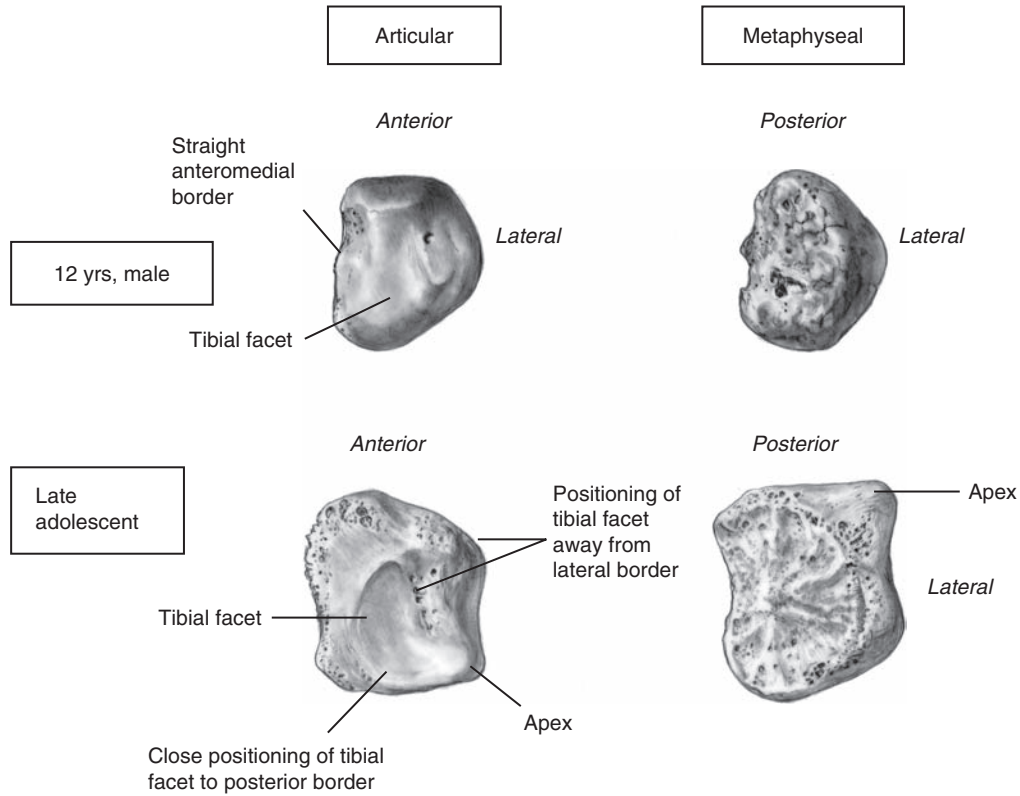 Articular
Metaphyseal
Anterior
Posterior
Straight
anteromedial
border
Lateral
Lateral
12 yrs, male
Tibial facet
Anterior
Posterior
Late
adolescent
Positioning of
tibial facet
away from
lateral border
Apex
Lateral
Tibial facet
Apex
Close positioning of tibial
facet to posterior border